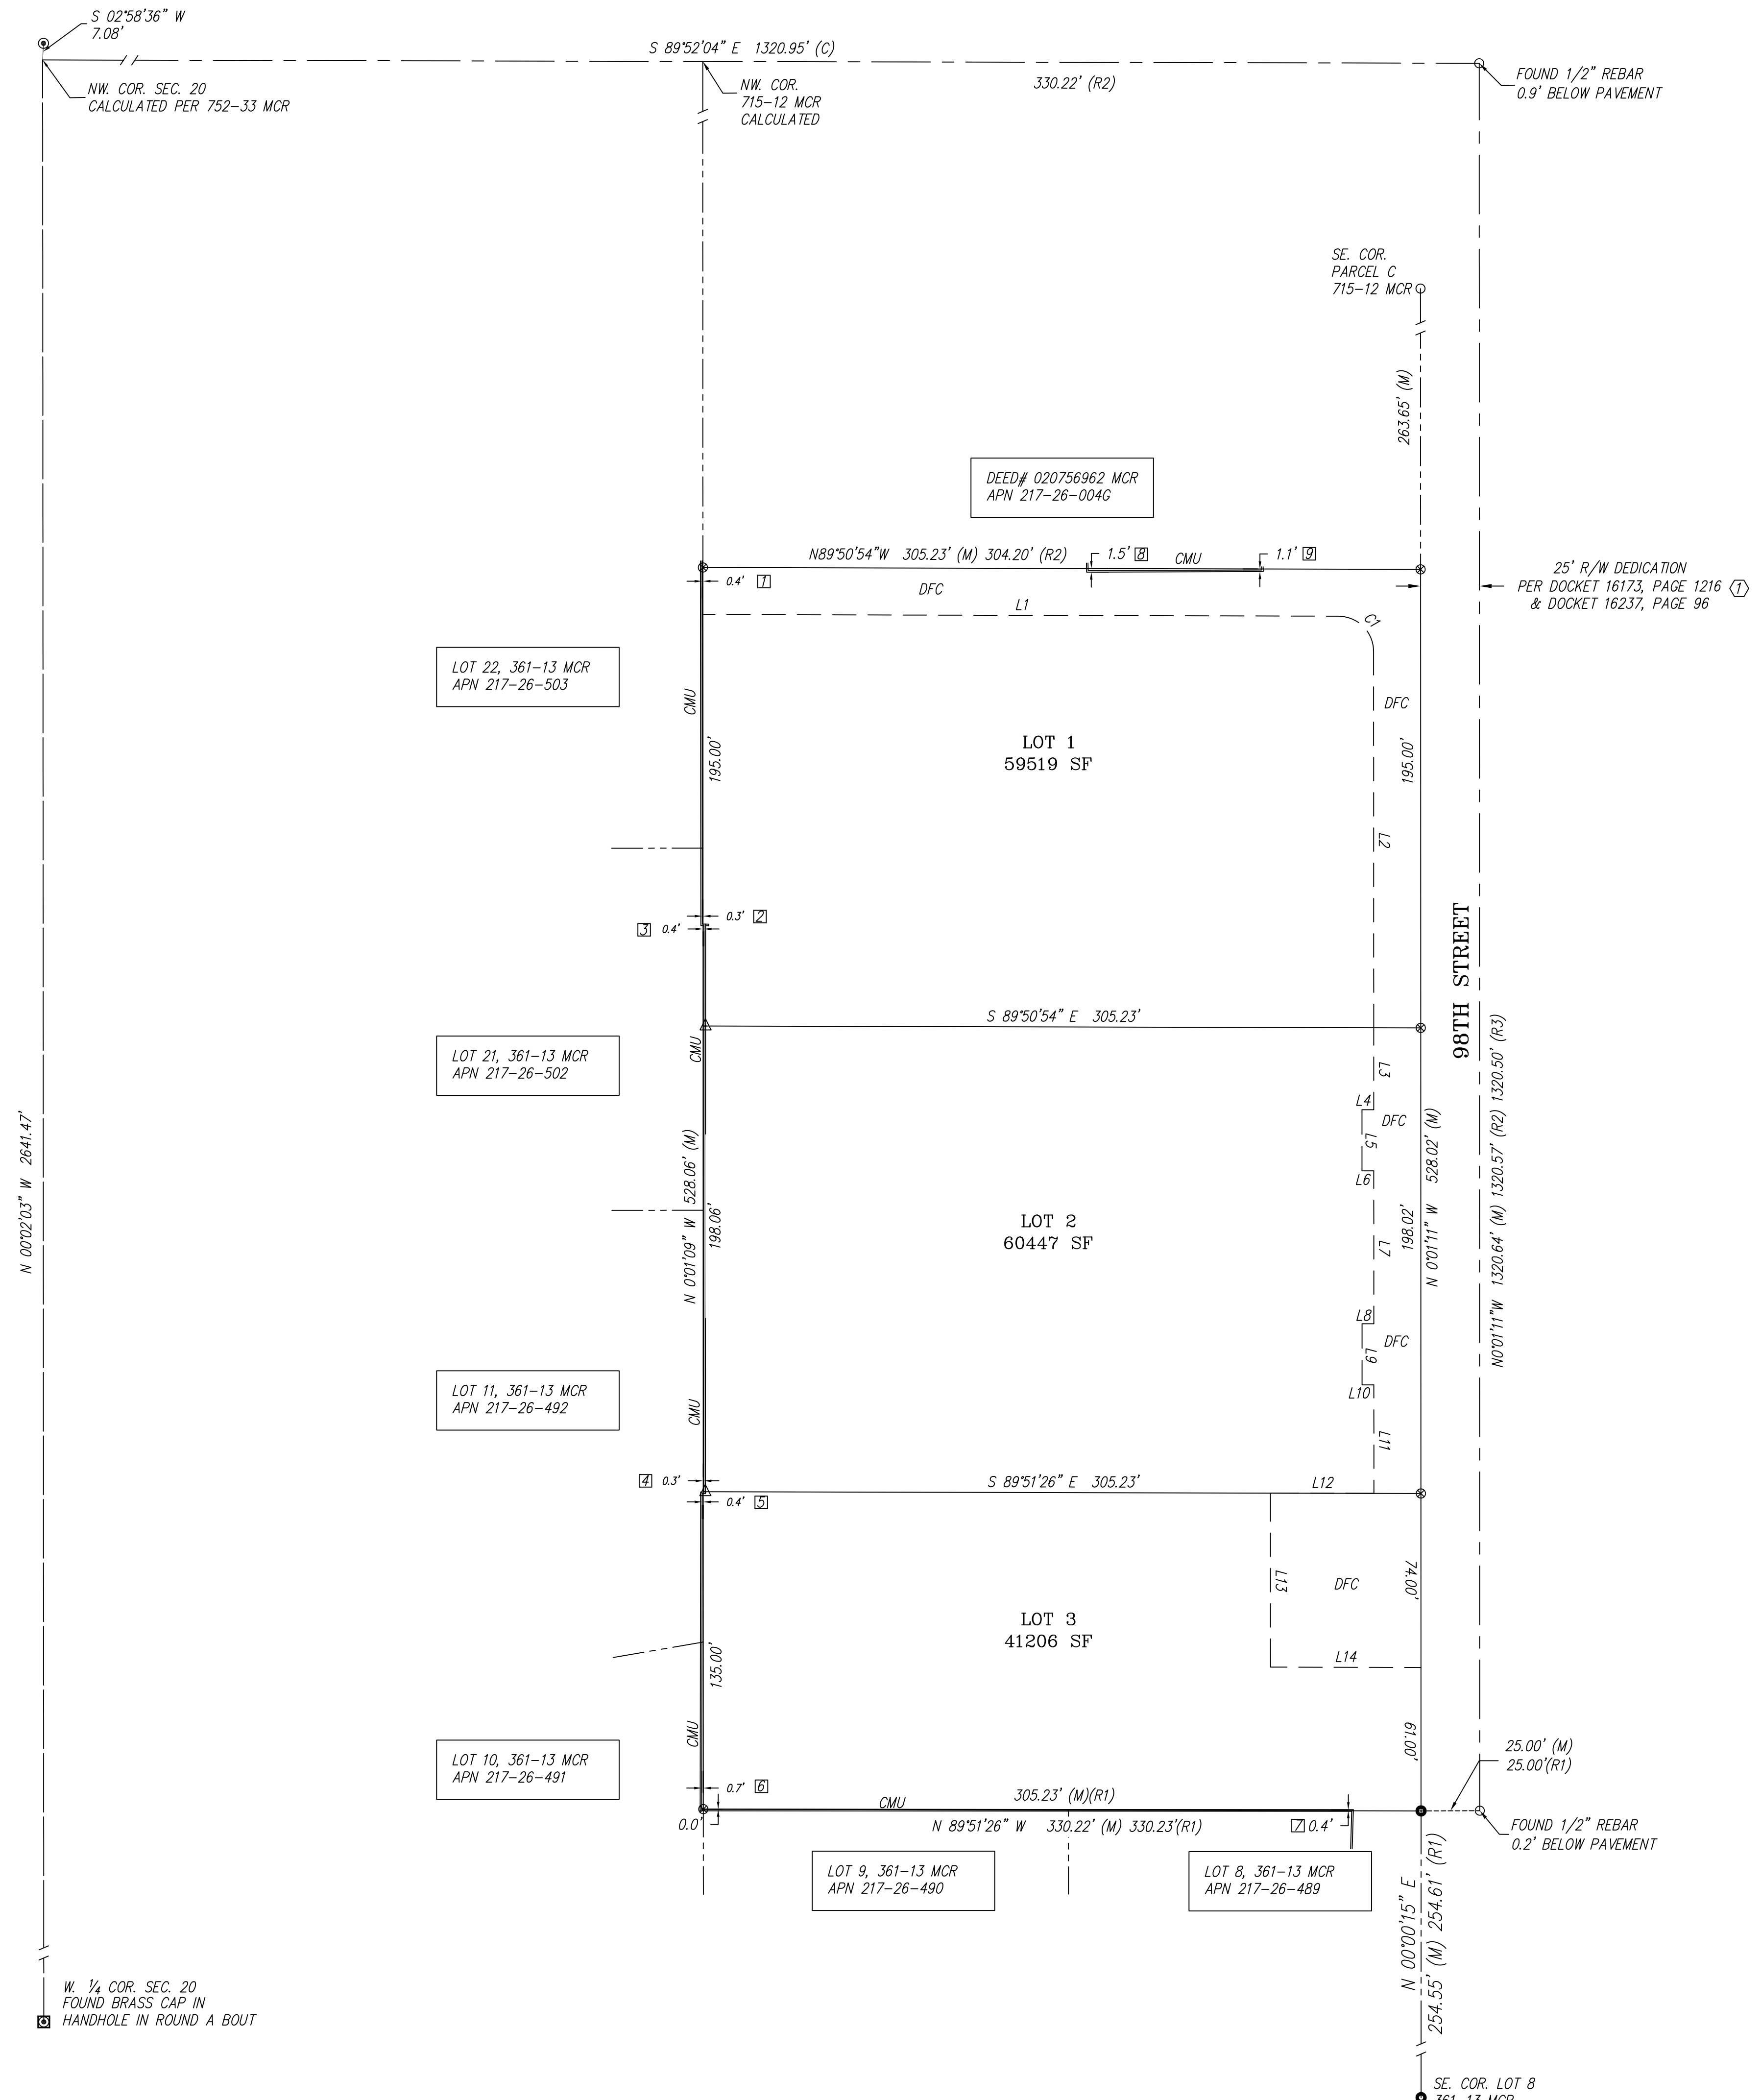 S 02°58'36" W
7.08'
S 89°52'04" E 1320.95' (C)
NW. COR. SEC. 20
CALCULATED PER 752-33 MCR
NW. COR.
715-12 MCR
CALCULATED
330.22' (R2)
FOUND 1/2" REBAR
0.9' BELOW PAVEMENT
SE. COR.
PARCEL C
715-12 MCR
263.65' (M)
DEED# 020756962 MCR
APN 217-26-004G
N89°50'54"W 305.23' (M) 304.20' (R2)
1.5' 8
CMU
1.1' 9
0.4' 1
DFC
L1
C1
25' R/W DEDICATION
PER DOCKET 16173, PAGE 1216 1
& DOCKET 16237, PAGE 96
LOT 22, 361-13 MCR
APN 217-26-503
CMU
195.00'
LOT 1
59519 SF
DFC
195.00'
L2
0.3' 2
3 0.4'
98TH STREET
S 89°50'54" E 305.23'
LOT 21, 361-13 MCR
APN 217-26-502
CMU
L3
L4
DFC
L5
L6
N 00°02'03" W 2641.47'
N 0°01'09" W 528.06' (M)
198.06'
LOT 2
60447 SF
L7
198.02'
N 0°01'11" W 528.02' (M)
N0°01'11"W 1320.64' (M) 1320.57' (R2) 1320.50' (R3)
L8
DFC
L9
L10
L11
LOT 11, 361-13 MCR
APN 217-26-492
CMU
4 0.3'
S 89°51'26" E 305.23'
L12
0.4' 5
L13
DFC
74.00'
LOT 3
41206 SF
135.00'
L14
CMU
61.00'
LOT 10, 361-13 MCR
APN 217-26-491
0.7' 6
25.00' (M)
25.00'(R1)
CMU
305.23' (M)(R1)
0.0'
N 89°51'26" W 330.22' (M) 330.23'(R1)
7 0.4'
FOUND 1/2" REBAR
0.2' BELOW PAVEMENT
LOT 9, 361-13 MCR
APN 217-26-490
LOT 8, 361-13 MCR
APN 217-26-489
N 00°00'15" E
254.55' (M) 254.61' (R1)
W. 1/4 COR. SEC. 20
FOUND BRASS CAP IN
HANDHOLE IN ROUND A BOUT
SE. COR. LOT 8
361-13 MCR